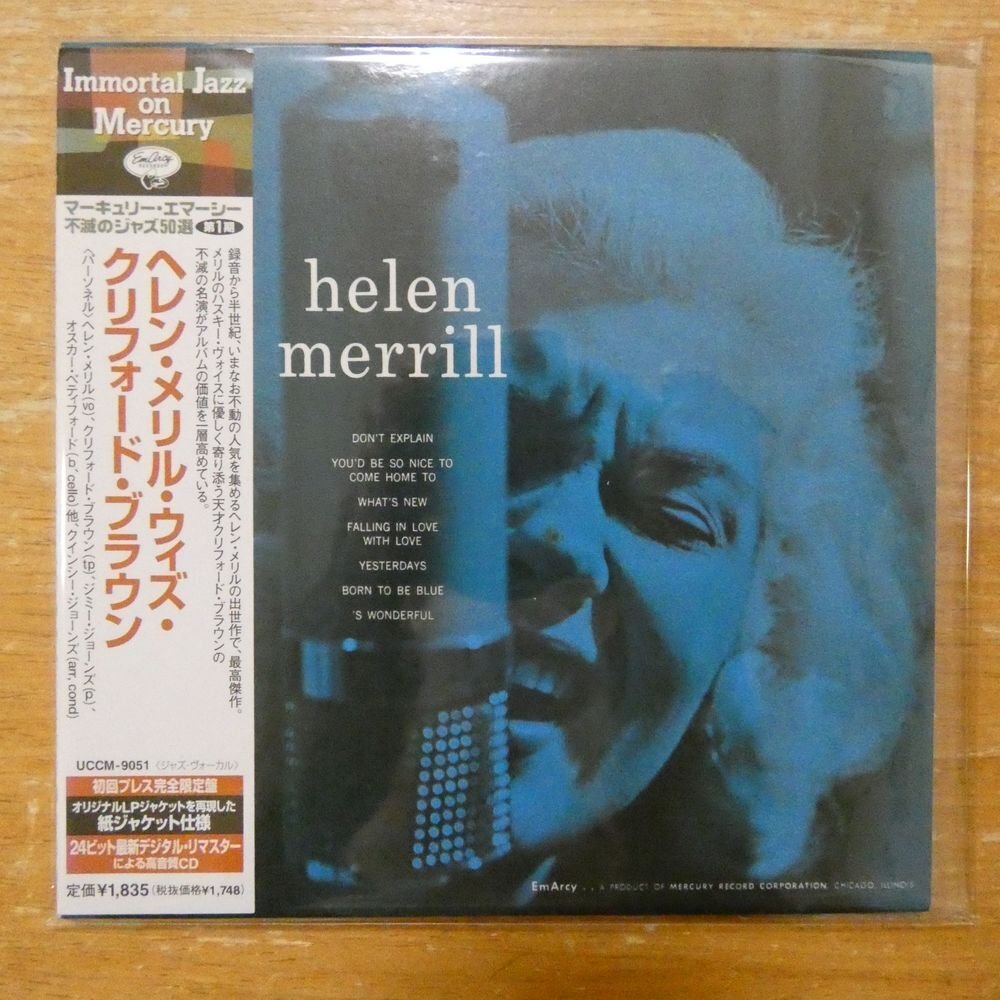 Immortal Jazz
on
Mercury
EmArcy
マーキュリー・エマーシー
不滅のジャズ50選 第1期
録音から半世紀、いまなお不動の人気を集めるヘレン・メリルの出世作で、最高傑作。
メリルのハスキー・ヴォイスに優しく寄り添う天才クリフォード・ブラウンの
不滅の名演がアルバムの価値を一層高めている。
ヘレン・メリル・ウィズ・
クリフォード・ブラウン
〈パーソネル〉ヘレン・メリル(vo)、クリフォード・ブラウン(tp)、ジミー・ジョーンズ(p)、
オスカー・ペティフォード(b, cello)他、クインシー・ジョーンズ(arr, cond)
UCCM-9051〈ジャズ・ヴォーカル〉
初回プレス完全限定盤
オリジナルLPジャケットを再現した
紙ジャケット仕様
24ビット最新デジタル・リマスター
による高音質CD
定価¥1,835(税抜価格¥1,748)
helen
merrill
DON'T EXPLAIN
YOU'D BE SO NICE TO
COME HOME TO
WHAT'S NEW
FALLING IN LOVE
WITH LOVE
YESTERDAYS
BORN TO BE BLUE
'S WONDERFUL
EmArcy . . A PRODUCT OF MERCURY RECORD CORPORATION, CHICAGO, ILLINOIS